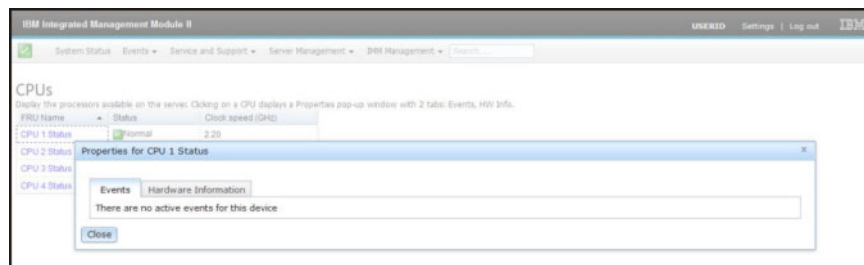 IBM Integrated Management Module II
USERID Settings | Log out IBM
System Status Events Service and Support Server Management IMM Management Search...
CPUs
Display the processors available on the server. Clicking on a CPU displays a Properties pop-up window with 2 tabs: Events, HW Info.
FRU Name Status Clock speed (GHz)
CPU 1 Status Normal 2.20
CPU 2 Status
CPU 3 Status
CPU 4 Status
Properties for CPU 1 Status x
Events Hardware Information
There are no active events for this device
Close